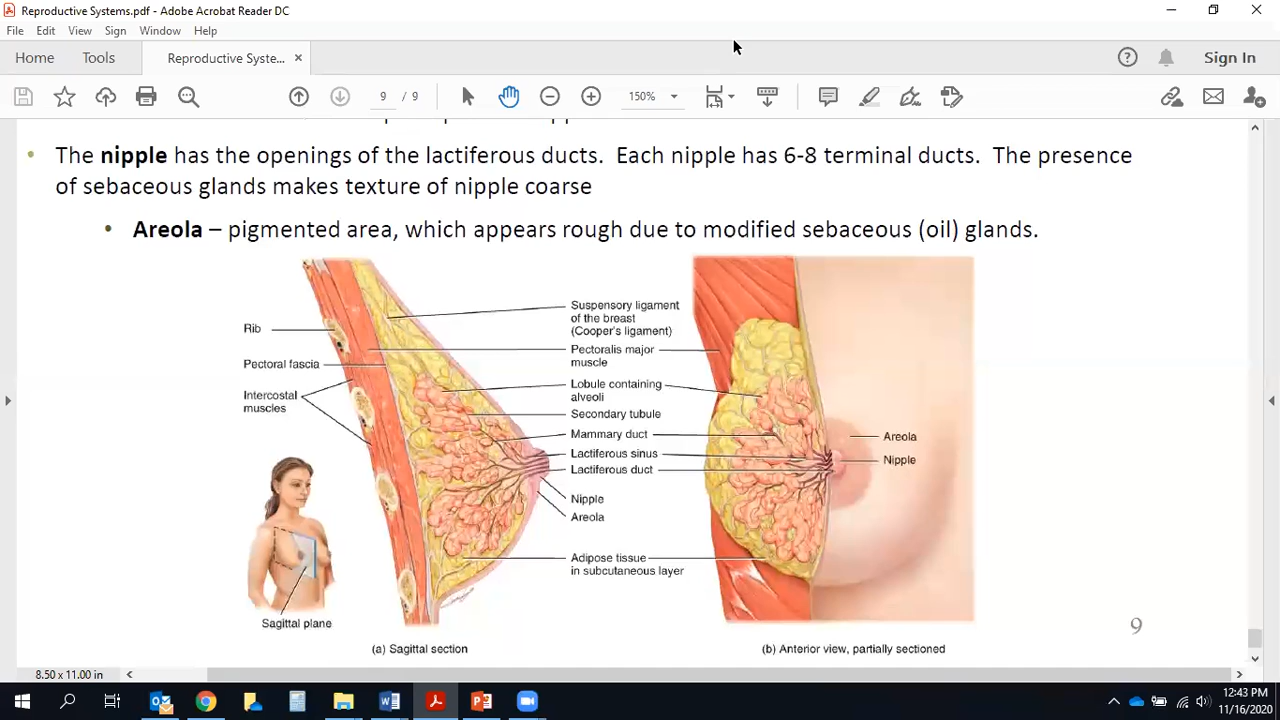 Reproductive Systems.pdf - Adobe Acrobat Reader DC
File Edit View Sign Window Help
Home Tools Reproductive Syste... × Sign In
9 / 9 150%
• The nipple has the openings of the lactiferous ducts. Each nipple has 6-8 terminal ducts. The presence
of sebaceous glands makes texture of nipple coarse
• Areola – pigmented area, which appears rough due to modified sebaceous (oil) glands.
Rib
Pectoral fascia
Intercostal
muscles
Sagittal plane
Suspensory ligament
of the breast
(Cooper's ligament)
Pectoralis major
muscle
Lobule containing
alveoli
Secondary tubule
Mammary duct
Lactiferous sinus
Lactiferous duct
Nipple
Areola
Adipose tissue
in subcutaneous layer
Areola
Nipple
9
(a) Sagittal section
(b) Anterior view, partially sectioned
8.50 x 11.00 in
12:43 PM
11/16/2020